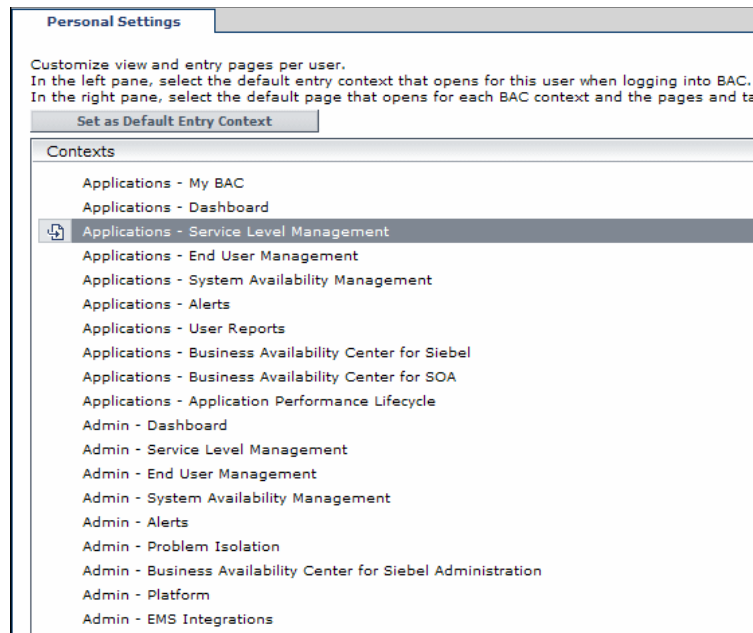 Personal Settings
Customize view and entry pages per user.
In the left pane, select the default entry context that opens for this user when logging into BAC.
In the right pane, select the default page that opens for each BAC context and the pages and
Set as Default Entry Context
Contexts
Applications - My BAC
Applications - Dashboard
Applications - Service Level Management
Applications - End User Management
Applications - System Availability Management
Applications - Alerts
Applications - User Reports
Applications - Business Availability Center for Siebel
Applications - Business Availability Center for SOA
Applications - Application Performance Lifecycle
Admin - Dashboard
Admin - Service Level Management
Admin - End User Management
Admin - System Availability Management
Admin - Alerts
Admin - Problem Isolation
Admin - Business Availability Center for Siebel Administration
Admin - Platform
Admin - EMS Integrations